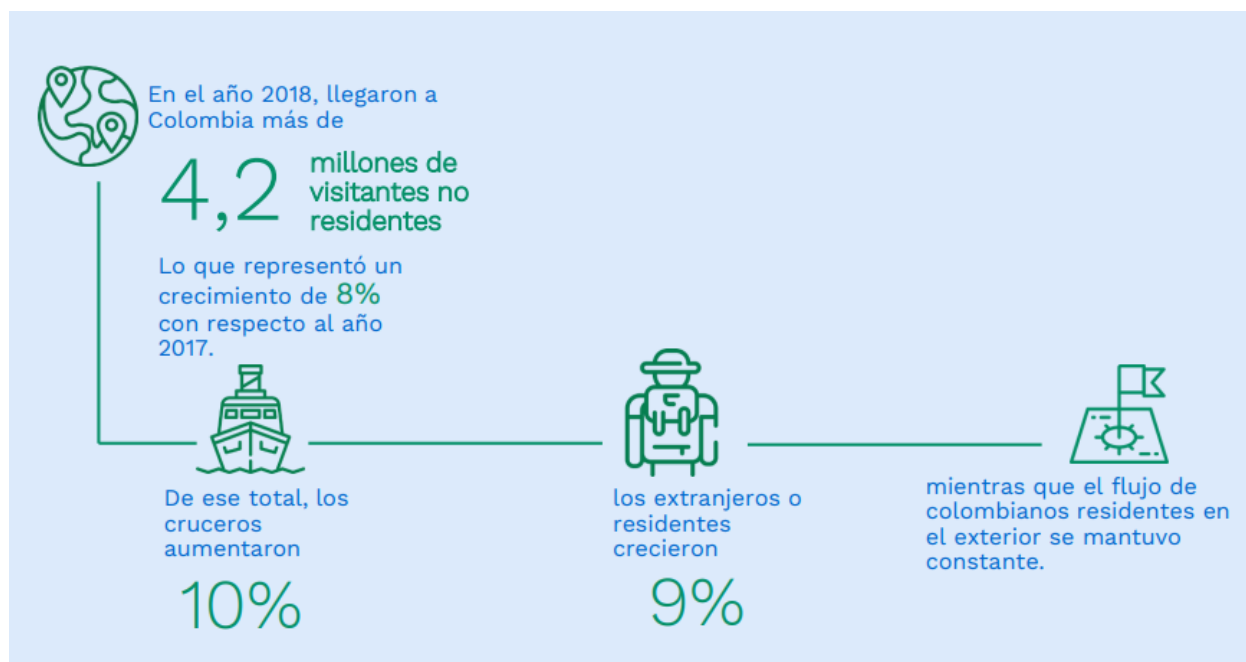 En el año 2018, llegaron a
Colombia más de
4,2
millones de
visitantes no
residentes
Lo que representó un
crecimiento de 8%
con respecto al año
2017.
De ese total, los
cruceros
aumentaron
10%
los extranjeros o
residentes
crecieron
9%
mientras que el flujo de
colombianos residentes en
el exterior se mantuvo
constante.